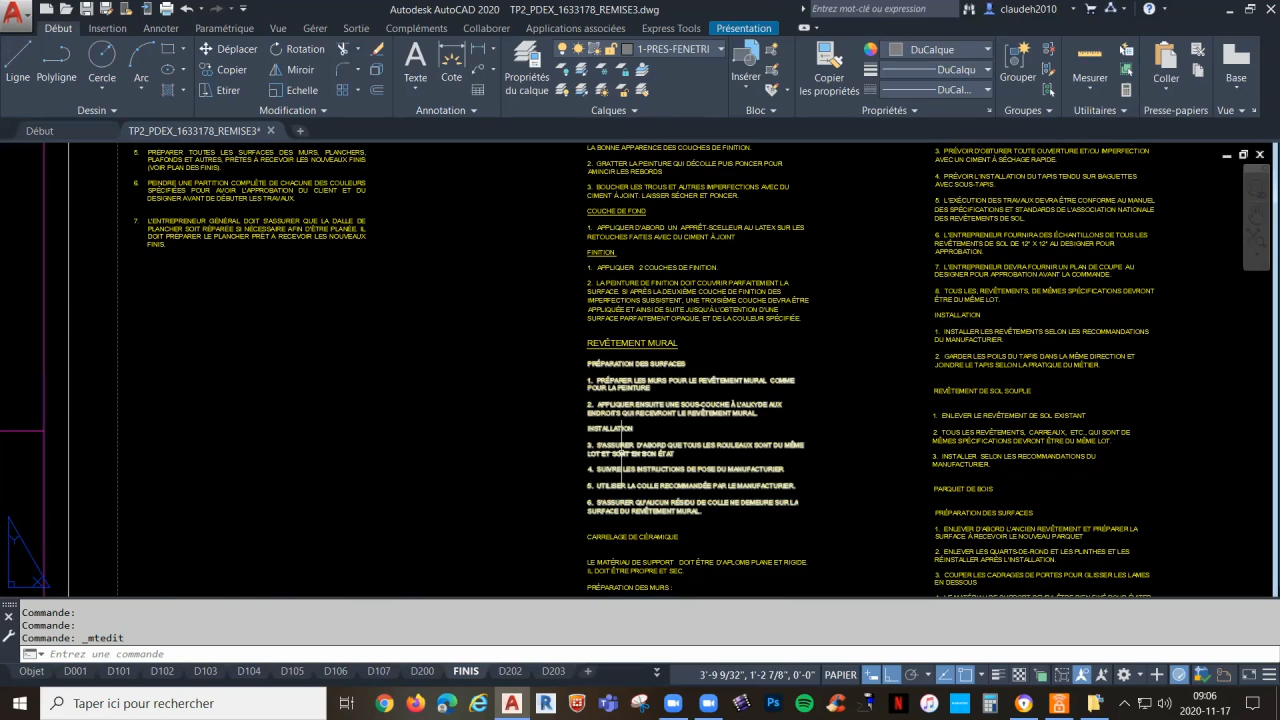 Autodesk AutoCAD 2020 TP2_PDEX_1633178_REMISE3.dwg
Entrez mot-clé ou expression
claudeh2010
Début Insertion Annoter Paramétrique Vue Gérer Sortie Compléments Collaborer Applications associées Express Tools Présentation
Ligne Polyligne Cercle Arc
Déplacer Rotation
Copier Miroir
Etirer Echelle
Texte Cote
Propriétés
du calque
1-PRES-FENETRI
Insérer
Copier
les propriétés
DuCalque
DuCalqu
DuCal...
Grouper
Mesurer
Coller
Base
Dessin Modification Annotation Calques Bloc Propriétés Groupes Utilitaires Presse-papiers Vue
Début TP2_PDEX_1633178_REMISE3*
5. PRÉPARER TOUTES LES SURFACES DES MURS, PLANCHERS,
PLAFONDS ET AUTRES, PRÊTES À RECEVOIR LES NOUVEAUX FINIS
(VOIR PLAN DES FINIS).
6. PEINDRE UNE PARTITION COMPLÈTE DE CHACUNE DES COULEURS
SPÉCIFIÉES POUR AVOIR L'APPROBATION DU CLIENT ET DU
DESIGNER AVANT DE DÉBUTER LES TRAVAUX.
7. L'ENTREPRENEUR GÉNÉRAL DOIT S'ASSURER QUE LA DALLE DE
PLANCHER SOIT RÉPARÉE SI NÉCESSAIRE AFIN D'ÊTRE PLANÉE. IL
DOIT PRÉPARER LE PLANCHER PRÊT À RECEVOIR LES NOUVEAUX
FINIS.
LA BONNE APPARENCE DES COUCHES DE FINITION.
2. GRATTER LA PEINTURE QUI DÉCOLLE PUIS PONCER POUR
AMINCIR LES REBORDS
3. BOUCHER LES TROUS ET AUTRES IMPERFECTIONS AVEC DU
CIMENT À JOINT. LAISSER SÉCHER ET PONCER.
COUCHE DE FOND
1. APPLIQUER D'ABORD UN APPRÊT-SCELLEUR AU LATEX SUR LES
RETOUCHES FAITES AVEC DU CIMENT À JOINT
FINITION
1. APPLIQUER 2 COUCHES DE FINITION.
2. LA PEINTURE DE FINITION DOIT COUVRIR PARFAITEMENT LA
SURFACE. SI APRÈS LA DEUXIÈME COUCHE DE FINITION DES
IMPERFECTIONS SUBSISTENT, UNE TROISIÈME COUCHE DEVRA ÊTRE
APPLIQUÉE ET AINSI DE SUITE JUSQU'À L'OBTENTION D'UNE
SURFACE PARFAITEMENT OPAQUE, ET DE LA COULEUR SPÉCIFIÉE.
REVÊTEMENT MURAL
PRÉPARATION DES SURFACES
1. PRÉPARER LES MURS POUR LE REVÊTEMENT MURAL COMME
POUR LA PEINTURE
2. APPLIQUER ENSUITE UNE SOUS-COUCHE À L'ALKYDE AUX
ENDROITS QUI RECEVRONT LE REVÊTEMENT MURAL.
INSTALLATION
3. S'ASSURER D'ABORD QUE TOUS LES ROULEAUX SONT DU MÊME
LOT ET SONT EN BON ÉTAT
4. SUIVRE LES INSTRUCTIONS DE POSE DU MANUFACTURIER
5. UTILISER LA COLLE RECOMMANDÉE PAR LE MANUFACTURIER.
6. S'ASSURER QU'AUCUN RÉSIDU DE COLLE NE DEMEURE SUR LA
SURFACE DU REVÊTEMENT MURAL.
CARRELAGE DE CÉRAMIQUE
LE MATÉRIAU DE SUPPORT DOIT ÊTRE D'APLOMB PLANE ET RIGIDE.
IL DOIT ÊTRE PROPRE ET SEC.
PRÉPARATION DES MURS :
3. PRÉVOIR D'OBTURER TOUTE OUVERTURE ET/OU IMPERFECTION
AVEC UN CIMENT À SÉCHAGE RAPIDE.
4. PRÉVOIR L'INSTALLATION DU TAPIS TENDU SUR BAGUETTES
AVEC SOUS-TAPIS.
5. L'EXÉCUTION DES TRAVAUX DEVRA ÊTRE CONFORME AU MANUEL
DES SPÉCIFICATIONS ET STANDARDS DE L'ASSOCIATION NATIONALE
DES REVÊTEMENTS DE SOL.
6. L'ENTREPRENEUR FOURNIRA DES ÉCHANTILLONS DE TOUS LES
REVÊTEMENTS DE SOL DE 12" X 12" AU DESIGNER POUR
APPROBATION.
7. L'ENTREPRENEUR DEVRA FOURNIR UN PLAN DE COUPE AU
DESIGNER POUR APPROBATION AVANT LA COMMANDE.
8. TOUS LES, REVÊTEMENTS, DE MÊMES SPÉCIFICATIONS DEVRONT
ÊTRE DU MÊME LOT.
INSTALLATION
1. INSTALLER LES REVÊTEMENTS SELON LES RECOMMANDATIONS
DU MANUFACTURIER.
2. GARDER LES POILS DU TAPIS DANS LA MÊME DIRECTION ET
JOINDRE LE TAPIS SELON LA PRATIQUE DU MÉTIER.
REVÊTEMENT DE SOL SOUPLE
1. ENLEVER LE REVÊTEMENT DE SOL EXISTANT
2. TOUS LES REVÊTEMENTS, CARREAUX, ETC., QUI SONT DE
MÊMES SPÉCIFICATIONS DEVRONT ÊTRE DU MÊME LOT.
3. INSTALLER SELON LES RECOMMANDATIONS DU
MANUFACTURIER.
PARQUET DE BOIS
PRÉPARATION DES SURFACES
1. ENLEVER D'ABORD L'ANCIEN REVÊTEMENT ET PRÉPARER LA
SURFACE À RECEVOIR LE NOUVEAU PARQUET
2. ENLEVER LES QUARTS-DE-ROND ET LES PLINTHES ET LES
RÉINSTALLER APRÈS L'INSTALLATION.
3. COUPER LES CADRAGES DE PORTES POUR GLISSER LES LAMES
EN DESSOUS
Y
X
Commande:
Commande:
Commande: _mtedit
Entrez une commande
Objet D001 D101 D103 D104 D105 D106 D107 D200 FINIS D202 D203
3'-9 9/32", 1'-2 7/8", 0'-0" PAPIER
Taper ici pour rechercher
09:06
2020-11-17